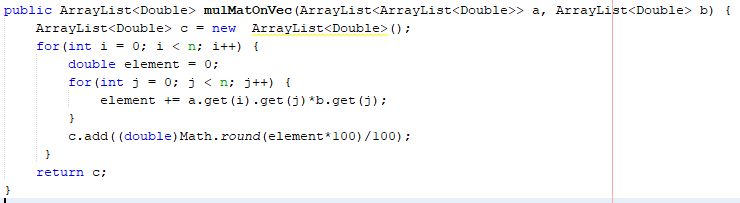 public ArrayList<Double> mulMatOnVec(ArrayList<ArrayList<Double>> a, ArrayList<Double> b) {
    ArrayList<Double> c = new  ArrayList<Double>();
    for(int i = 0; i < n; i++) {
        double element = 0;
        for(int j = 0; j < n; j++) {
            element += a.get(i).get(j)*b.get(j);
        }
        c.add((double)Math.round(element*100)/100);
     }
    return c;
}